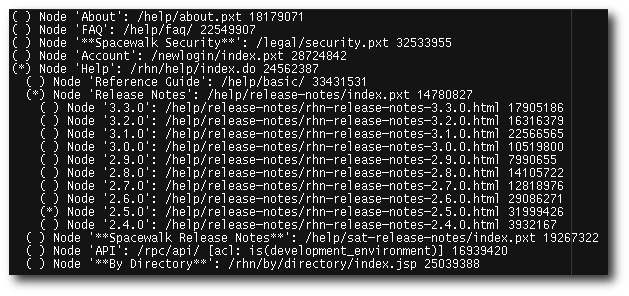 ( ) Node 'About': /help/about.pxt 18179071
( ) Node 'FAQ': /help/faq/ 22549907
( ) Node '**Spacewalk Security**': /legal/security.pxt 32533955
( ) Node 'Account': /newlogin/index.pxt 28724842
(*) Node 'Help': /rhn/help/index.do 24562387
( ) Node 'Reference Guide': /help/basic/ 33431531
(*) Node 'Release Notes': /help/release-notes/index.pxt 14780827
( ) Node '3.3.0': /help/release-notes/rhn-release-notes-3.3.0.html 17905186
( ) Node '3.2.0': /help/release-notes/rhn-release-notes-3.2.0.html 16316379
( ) Node '3.1.0': /help/release-notes/rhn-release-notes-3.1.0.html 22566565
( ) Node '3.0.0': /help/release-notes/rhn-release-notes-3.0.0.html 10519800
( ) Node '2.9.0': /help/release-notes/rhn-release-notes-2.9.0.html 7990655
( ) Node '2.8.0': /help/release-notes/rhn-release-notes-2.8.0.html 14105722
( ) Node '2.7.0': /help/release-notes/rhn-release-notes-2.7.0.html 12818976
( ) Node '2.6.0': /help/release-notes/rhn-release-notes-2.6.0.html 29086271
(*) Node '2.5.0': /help/release-notes/rhn-release-notes-2.5.0.html 31999426
( ) Node '2.4.0': /help/release-notes/rhn-release-notes-2.4.0.html 3932167
( ) Node '**Spacewalk Release Notes**': /help/sat-release-notes/index.pxt 19267322
( ) Node 'API': /rpc/api/ [acl: is(development_environment)] 16939420
( ) Node '**By Directory**': /rhn/by/directory/index.jsp 25039388